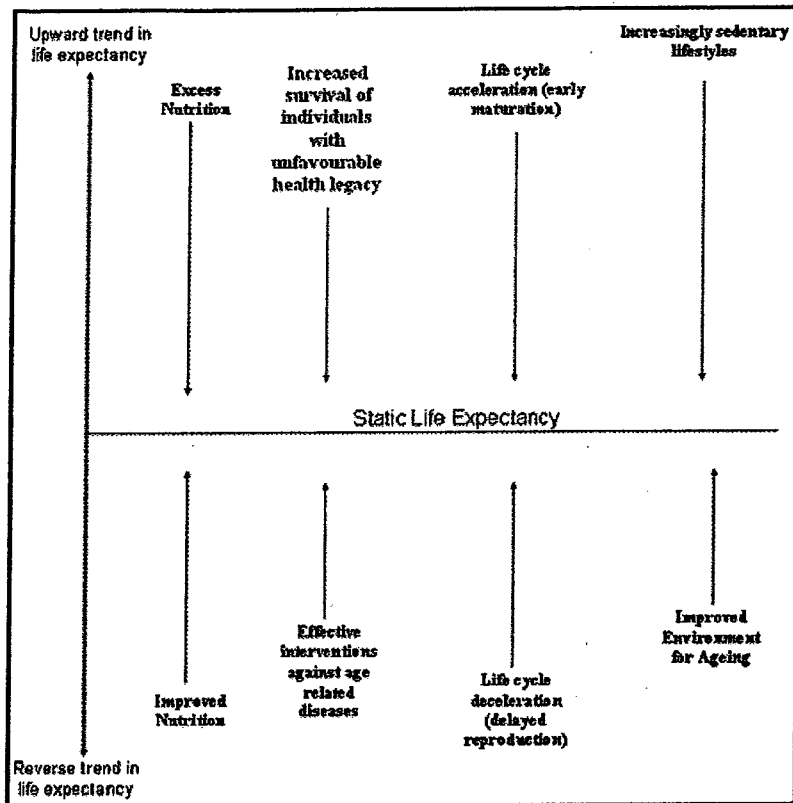 Upward trend in
life expectancy
Excess
Nutrition
Increased
survival of
individuals
with
unfavourable
health legacy
Life cycle
acceleration (early
maturation)
Increasingly sedentary
lifestyles
Static Life Expectancy
Improved
Nutrition
Effective
interventions
against age
related
diseases
Life cycle
deceleration
(delayed
reproduction)
Improved
Environment
for Ageing
Reverse trend in
life expectancy